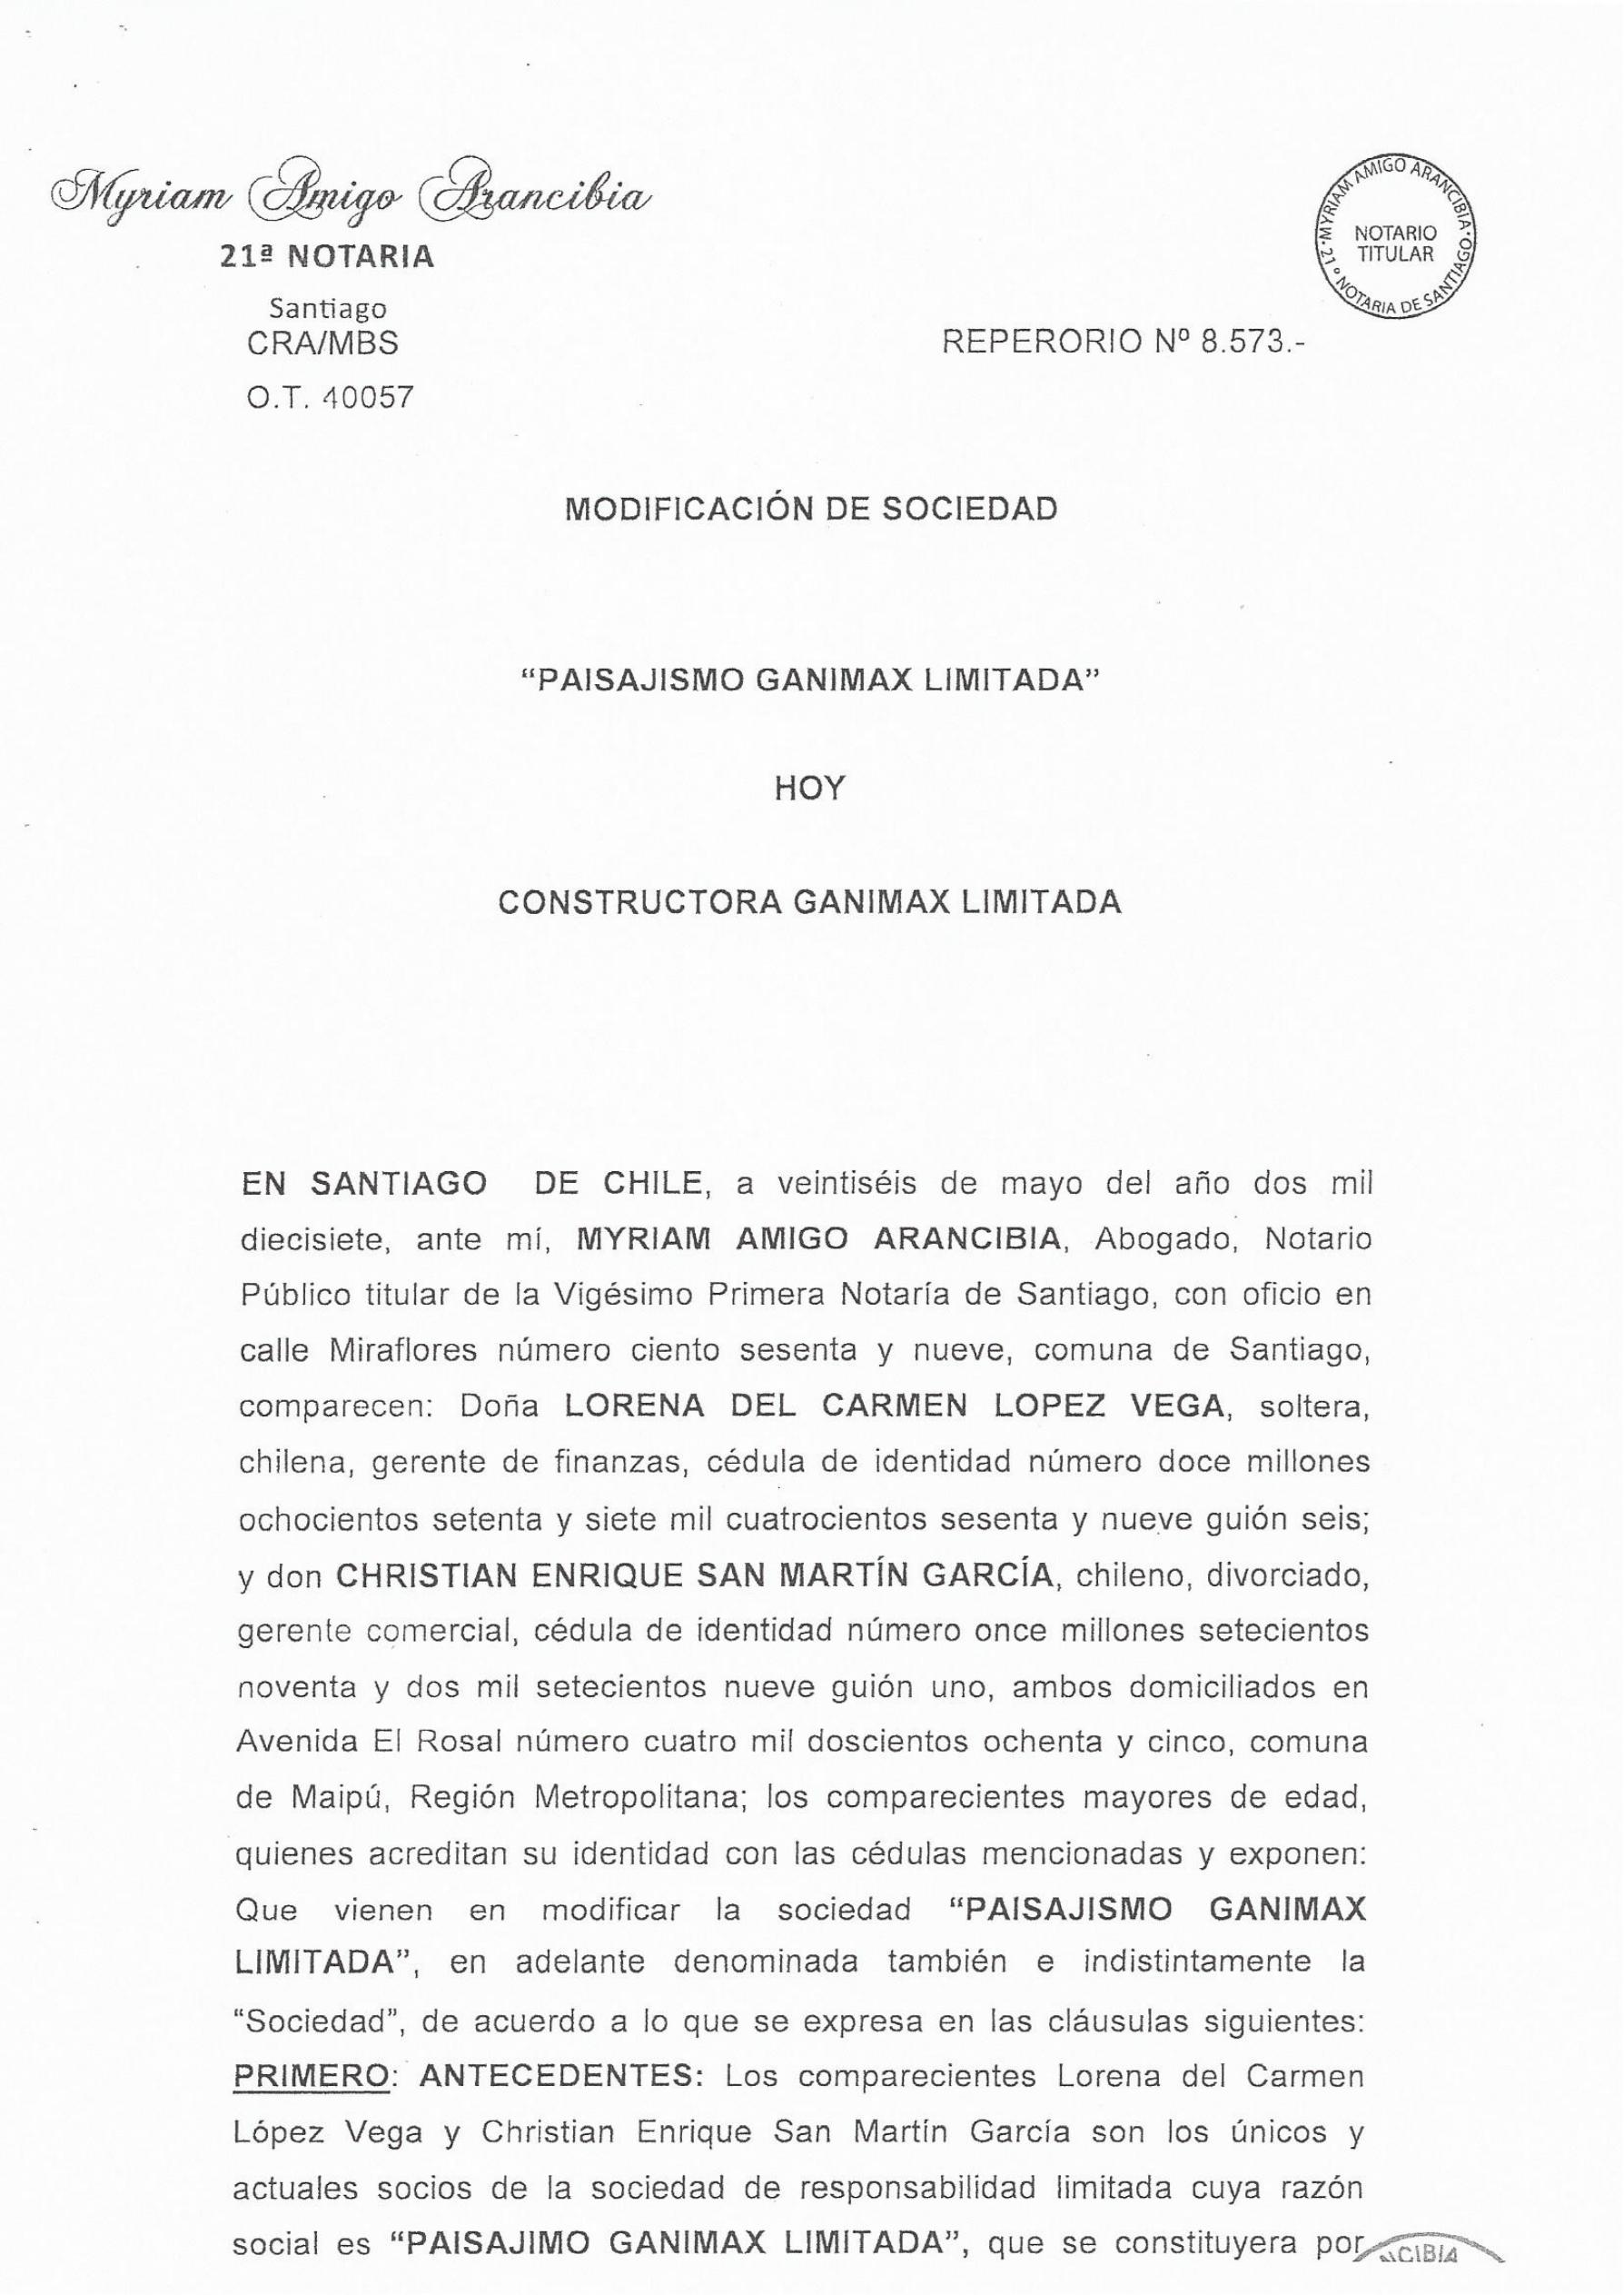 Myriam Amigo Arancibia
21ª NOTARIA
Santiago
CRA/MBS
O.T. 40057
MYRIAM AMIGO ARANCIBIA
NOTARIO
TITULAR
21º NOTARIA DE SANTIAGO
REPERORIO Nº 8.573.-
MODIFICACIÓN DE SOCIEDAD
“PAISAJISMO GANIMAX LIMITADA”
HOY
CONSTRUCTORA GANIMAX LIMITADA
EN SANTIAGO DE CHILE, a veintiséis de mayo del año dos mil
diecisiete, ante mí, MYRIAM AMIGO ARANCIBIA, Abogado, Notario
Público titular de la Vigésimo Primera Notaría de Santiago, con oficio en
calle Miraflores número ciento sesenta y nueve, comuna de Santiago,
comparecen: Doña LORENA DEL CARMEN LOPEZ VEGA, soltera,
chilena, gerente de finanzas, cédula de identidad número doce millones
ochocientos setenta y siete mil cuatrocientos sesenta y nueve guión seis;
y don CHRISTIAN ENRIQUE SAN MARTÍN GARCÍA, chileno, divorciado,
gerente comercial, cédula de identidad número once millones setecientos
noventa y dos mil setecientos nueve guión uno, ambos domiciliados en
Avenida El Rosal número cuatro mil doscientos ochenta y cinco, comuna
de Maipú, Región Metropolitana; los comparecientes mayores de edad,
quienes acreditan su identidad con las cédulas mencionadas y exponen:
Que vienen en modificar la sociedad “PAISAJISMO GANIMAX
LIMITADA”, en adelante denominada también e indistintamente la
“Sociedad”, de acuerdo a lo que se expresa en las cláusulas siguientes:
PRIMERO: ANTECEDENTES: Los comparecientes Lorena del Carmen
López Vega y Christian Enrique San Martín García son los únicos y
actuales socios de la sociedad de responsabilidad limitada cuya razón
social es “PAISAJIMO GANIMAX LIMITADA”, que se constituyera por